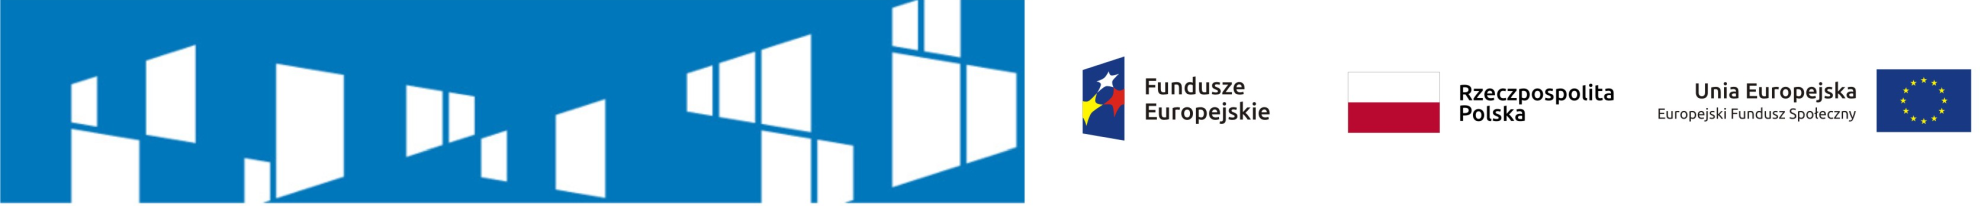 Fundusze
Europejskie
Rzeczpospolita
Polska
Unia Europejska
Europejski Fundusz Społeczny